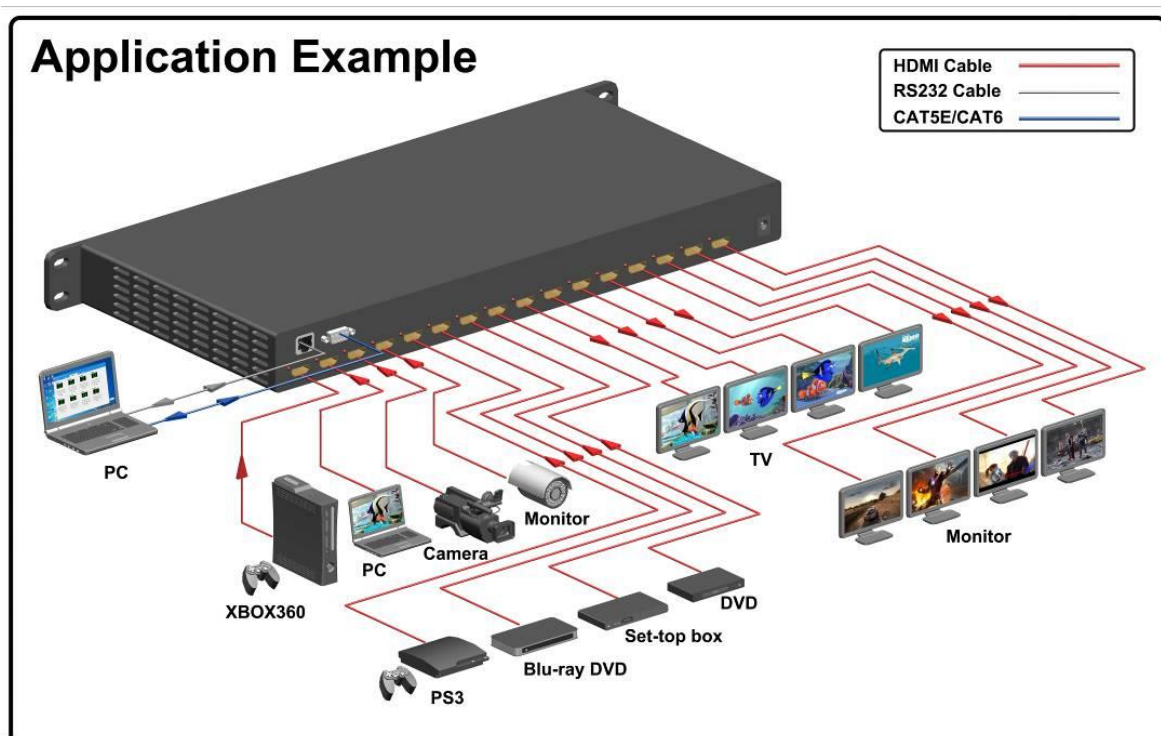 Application Example
HDMI Cable
RS232 Cable
CAT5E/CAT6
PC
TV
Monitor
Monitor
Camera
PC
XBOX360
DVD
Set-top box
Blu-ray DVD
PS3